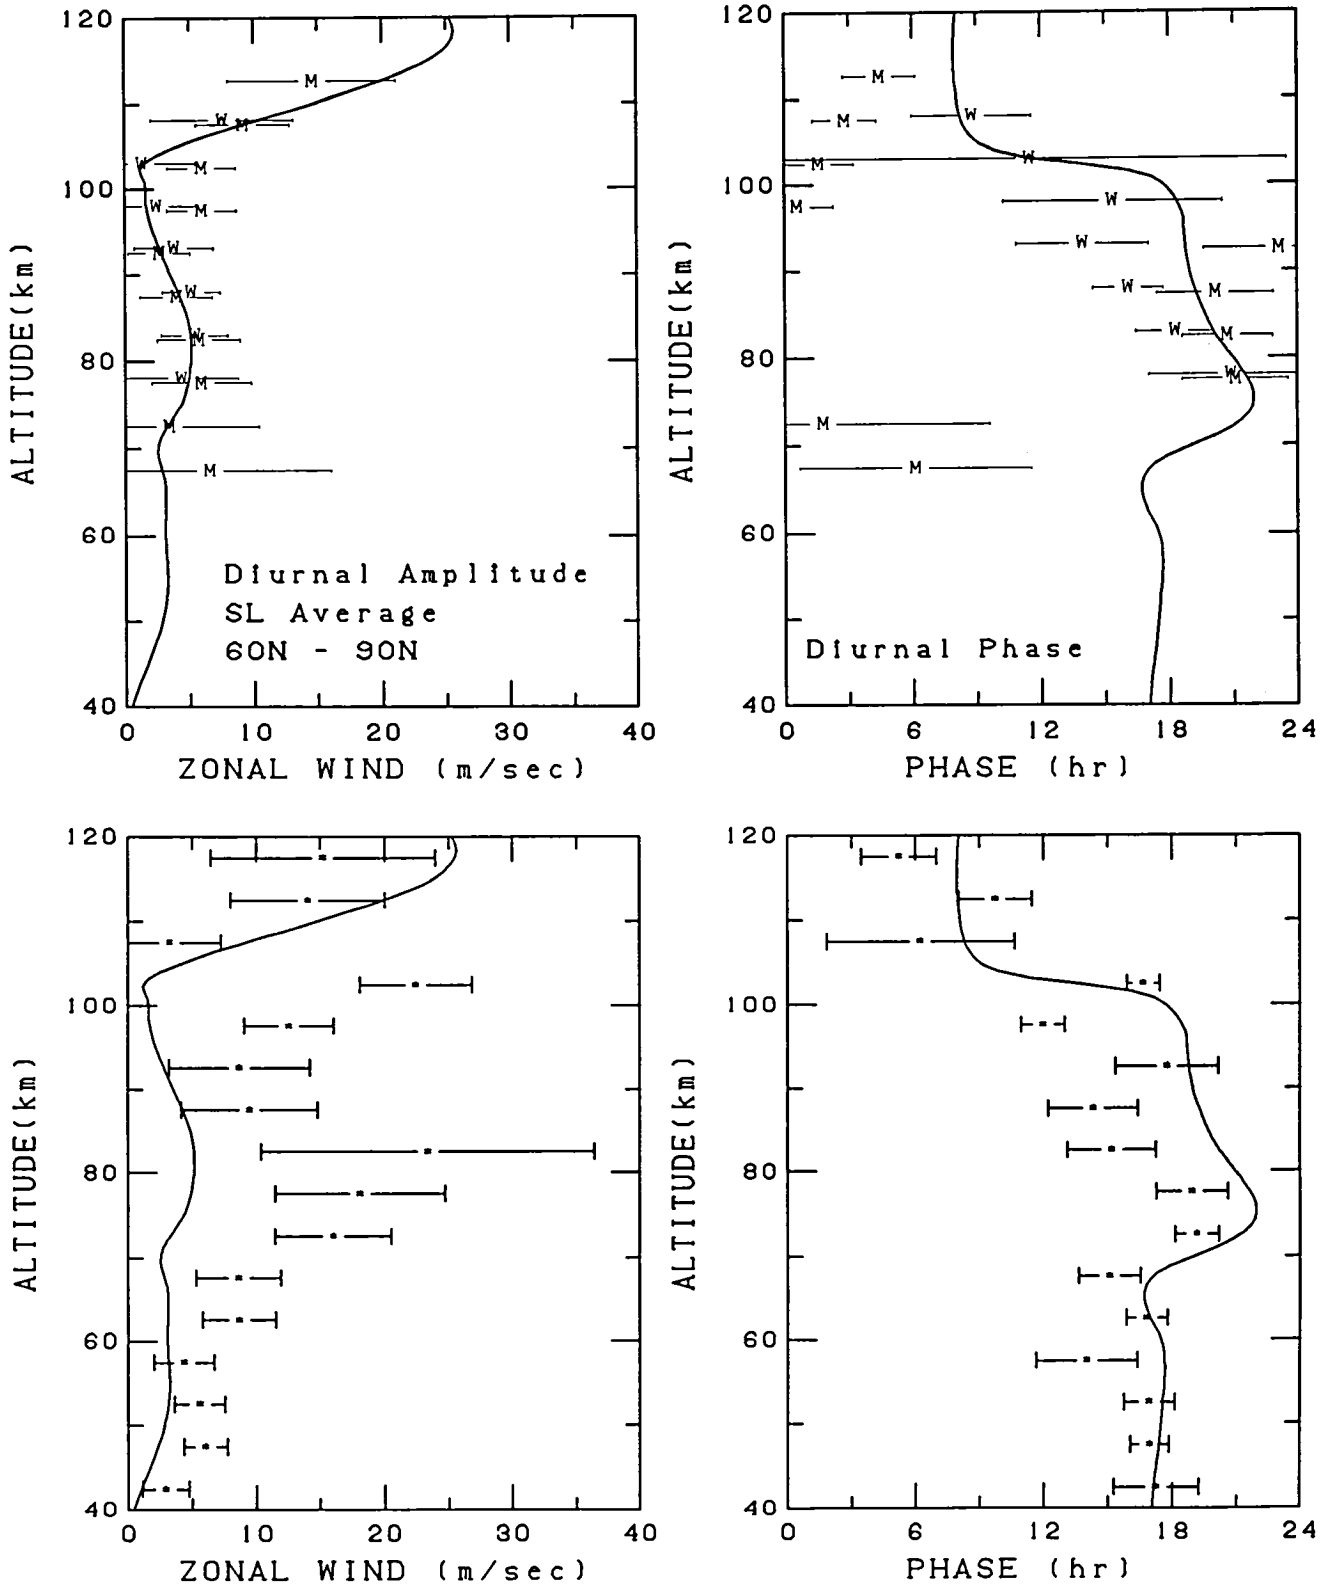 120
100
80
60
40
ALTITUDE(km)
M
W
M
W
M
W
M
W
M
W
M
W
M
W
M
M
M
Diurnal Amplitude
SL Average
60N - 90N
0 10 20 30 40
ZONAL WIND (m/sec)
120
100
80
60
40
ALTITUDE(km)
M
W
M
W
M
W
M
W
M
W
M
W
M
W
M
M
M
Diurnal Phase
0 6 12 18 24
PHASE (hr)
120
100
80
60
40
ALTITUDE(km)
0 10 20 30 40
ZONAL WIND (m/sec)
120
100
80
60
40
ALTITUDE(km)
0 6 12 18 24
PHASE (hr)